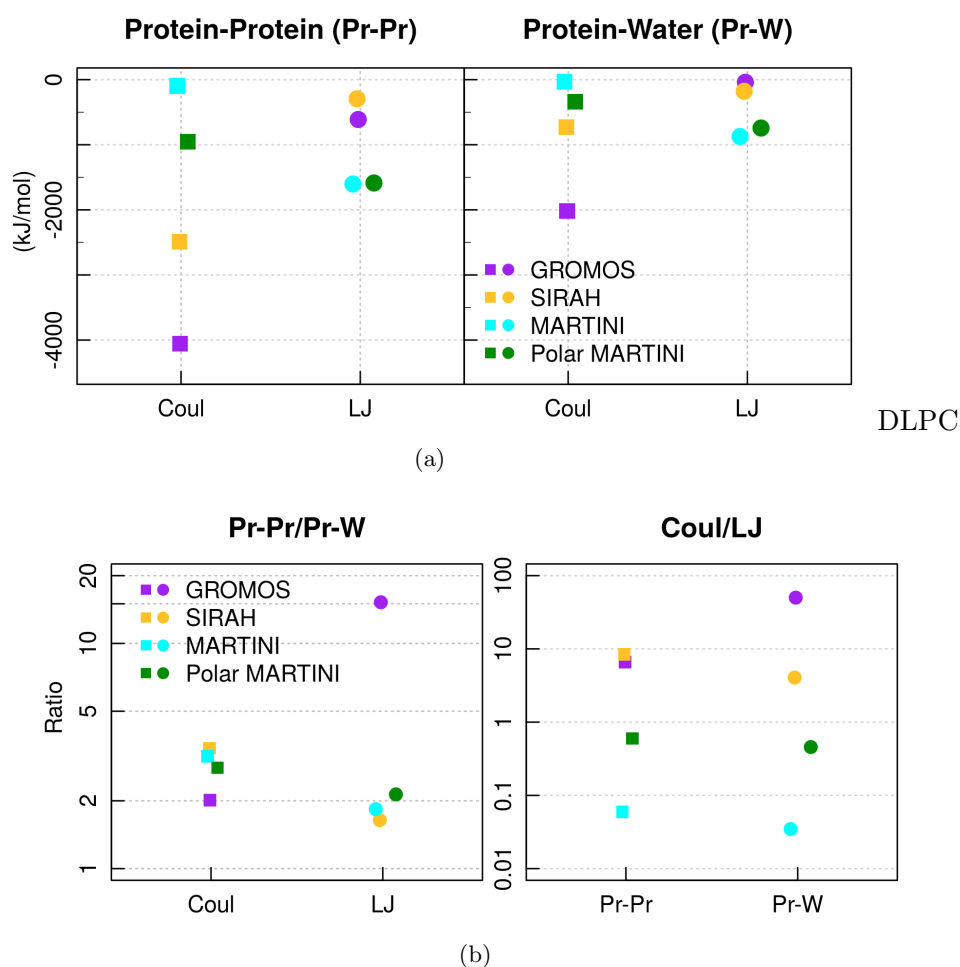 Protein-Protein (Pr-Pr)
Protein-Water (Pr-W)
(kJ/mol)
0
-2000
-4000
GROMOS
SIRAH
MARTINI
Polar MARTINI
Coul
LJ
Coul
LJ
DLPC
(a)
Pr-Pr/Pr-W
Coul/LJ
Ratio
20
10
5
2
1
GROMOS
SIRAH
MARTINI
Polar MARTINI
Coul
LJ
100
10
1
0.1
0.01
Pr-Pr
Pr-W
(b)